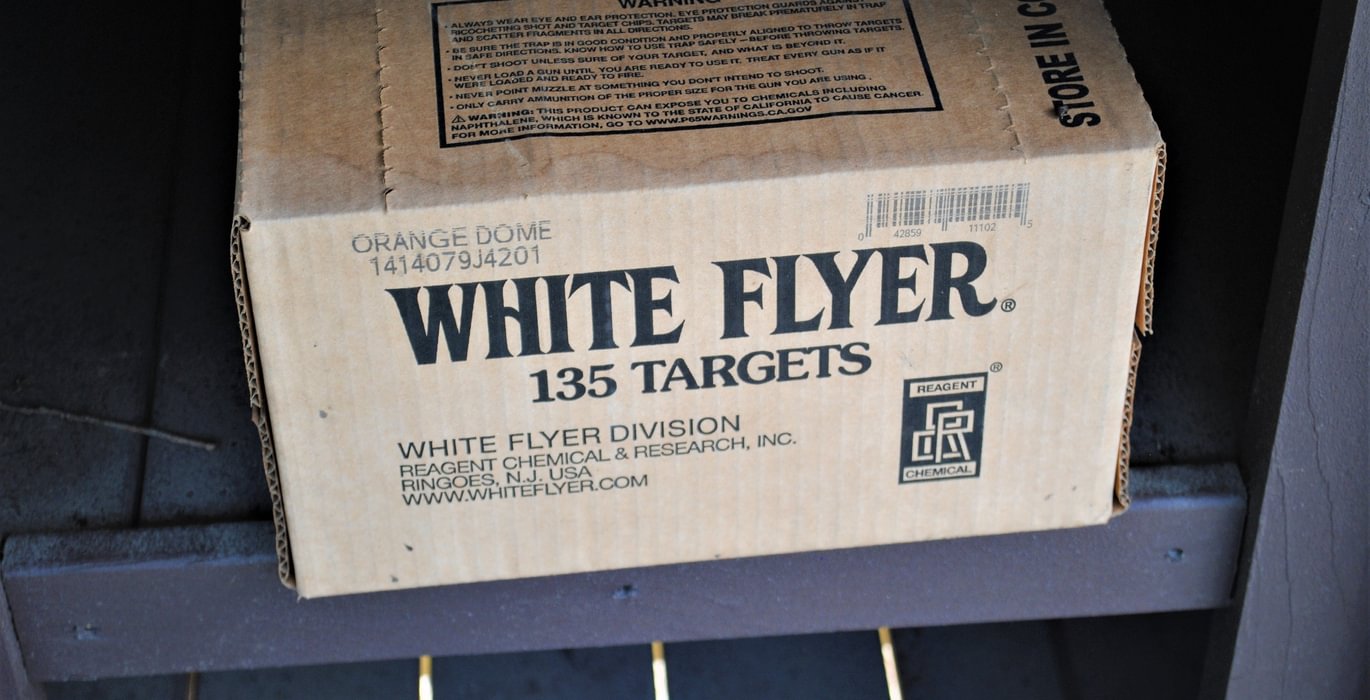 WARNING
• ALWAYS WEAR EYE AND EAR PROTECTION. EYE PROTECTION GUARDS AGAINST
RICOCHETING SHOT AND TARGET CHIPS. TARGETS MAY BREAK PREMATURELY IN TRAP
AND SCATTER FRAGMENTS IN ALL DIRECTIONS.
• BE SURE THE TRAP IS IN GOOD CONDITION AND PROPERLY ALIGNED TO THROW TARGETS
IN SAFE DIRECTIONS. KNOW HOW TO USE TRAP SAFELY - BEFORE THROWING TARGETS.
• DON'T SHOOT UNLESS SURE OF YOUR TARGET, AND WHAT IS BEYOND IT.
• NEVER LOAD A GUN UNTIL YOU ARE READY TO USE IT. TREAT EVERY GUN AS IF IT
WERE LOADED AND READY TO FIRE.
• NEVER POINT MUZZLE AT SOMETHING YOU DON'T INTEND TO SHOOT.
• ONLY CARRY AMMUNITION OF THE PROPER SIZE FOR THE GUN YOU ARE USING .
⚠ WARNING: THIS PRODUCT CAN EXPOSE YOU TO CHEMICALS INCLUDING
NAPHTHALENE, WHICH IS KNOWN TO THE STATE OF CALIFORNIA TO CAUSE CANCER.
FOR MORE INFORMATION, GO TO WWW.P65WARNINGS.CA.GOV
STORE IN
ORANGE DOME
1414079J4201
0 42859 11102 5
WHITE FLYER®
135 TARGETS
WHITE FLYER DIVISION
REAGENT CHEMICAL & RESEARCH, INC.
RINGOES, N.J. USA
WWW.WHITEFLYER.COM
REAGENT ®
RC
CHEMICAL